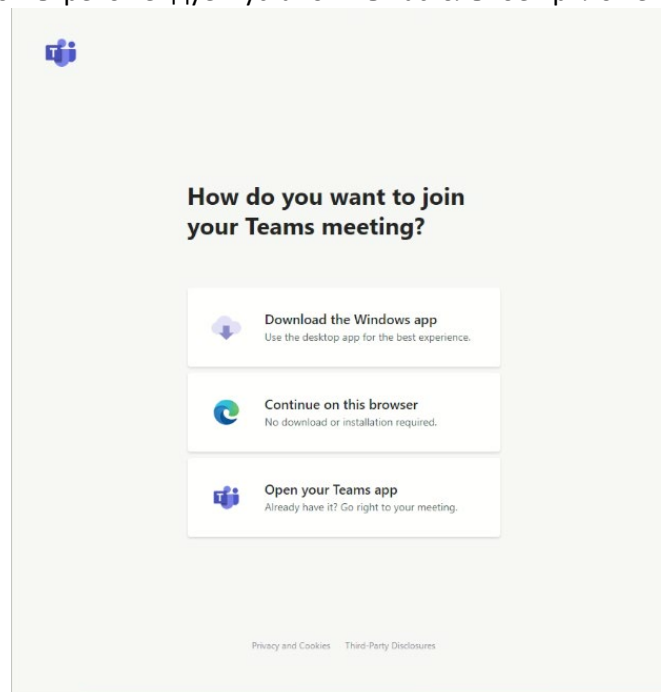 How do you want to join
your Teams meeting?
Download the Windows app
Use the desktop app for the best experience.
Continue on this browser
No download or installation required.
Open your Teams app
Already have it? Go right to your meeting.
Privacy and Cookies Third-Party Disclosures